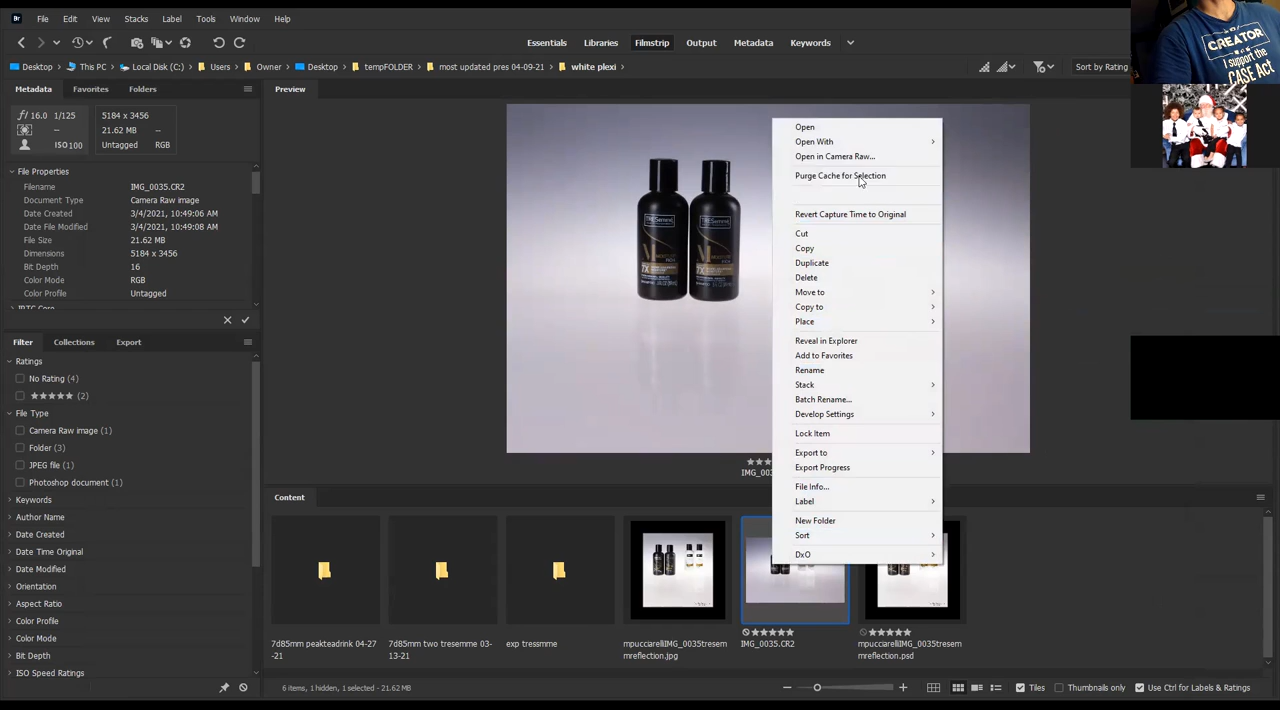 Br File Edit View Stacks Label Tools Window Help
Essentials Libraries Filmstrip Output Metadata Keywords
Desktop This PC Local Disk (C:) Users Owner Desktop tempFOLDER most updated pres 04-09-21 white plexi
Sort by Rating
Metadata Favorites Folders
f/ 16.0 1/125
--
ISO100
5184 x 3456
21.62 MB --
Untagged RGB
File Properties
Filename IMG_0035.CR2
Document Type Camera Raw image
Date Created 3/4/2021, 10:49:06 AM
Date File Modified 3/4/2021, 10:49:08 AM
File Size 21.62 MB
Dimensions 5184 x 3456
Bit Depth 16
Color Mode RGB
Color Profile Untagged
IPTC Core
Filter Collections Export
Ratings
No Rating (4)
★★★★★ (2)
File Type
Camera Raw image (1)
Folder (3)
JPEG file (1)
Photoshop document (1)
Keywords
Author Name
Date Created
Date Time Original
Date Modified
Orientation
Aspect Ratio
Color Profile
Color Mode
Bit Depth
ISO Speed Ratings
Preview
TRESemmé TRESemmé
7X 7X
Open
Open With
Open in Camera Raw...
Purge Cache for Selection
Revert Capture Time to Original
Cut
Copy
Duplicate
Delete
Move to
Copy to
Place
Reveal in Explorer
Add to Favorites
Rename
Stack
Batch Rename...
Develop Settings
Lock Item
Export to
Export Progress
File Info...
Label
New Folder
Sort
DxO
IMG_003
Content
7d85mm peakteadrink 04-27
-21
7d85mm two tresemme 03-
13-21
exp tressmme
mpucciarelliIMG_0035tresem
mreflection.jpg
IMG_0035.CR2
mpucciarelliIMG_0035tresem
mreflection.psd
6 items, 1 hidden, 1 selected - 21.62 MB
Tiles Thumbnails only Use Ctrl for Labels & Ratings
CREATOR
I support the
CASE Act